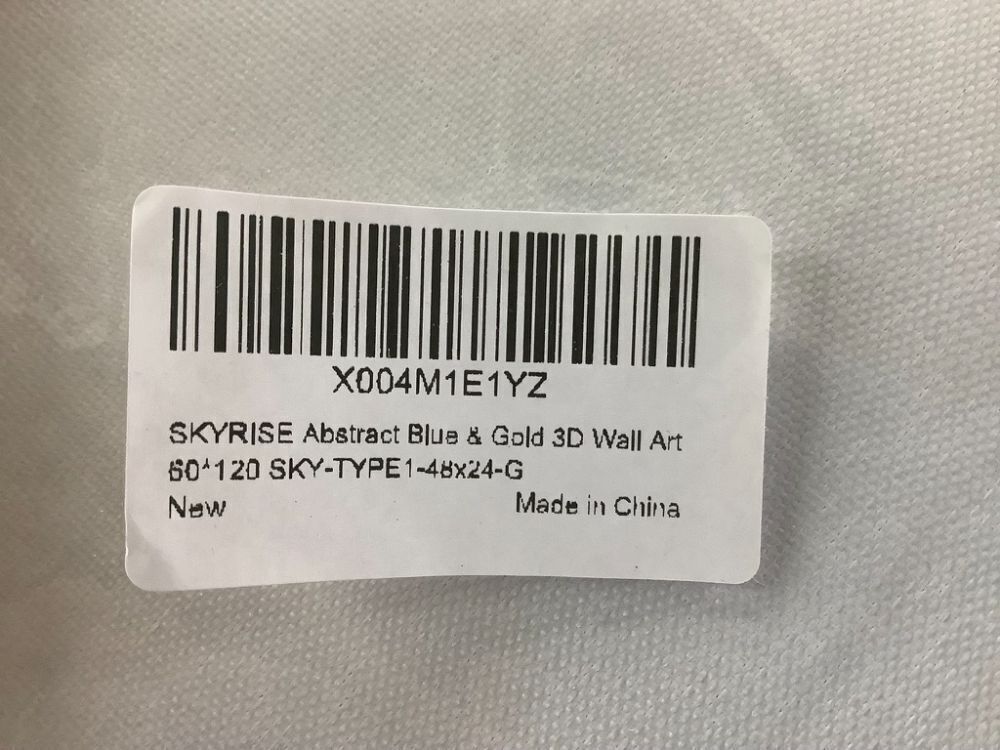 X004M1E1YZ
SKYRISE Abstract Blue & Gold 3D Wall Art
60*120 SKY-TYPE1-48x24-G
New Made in China